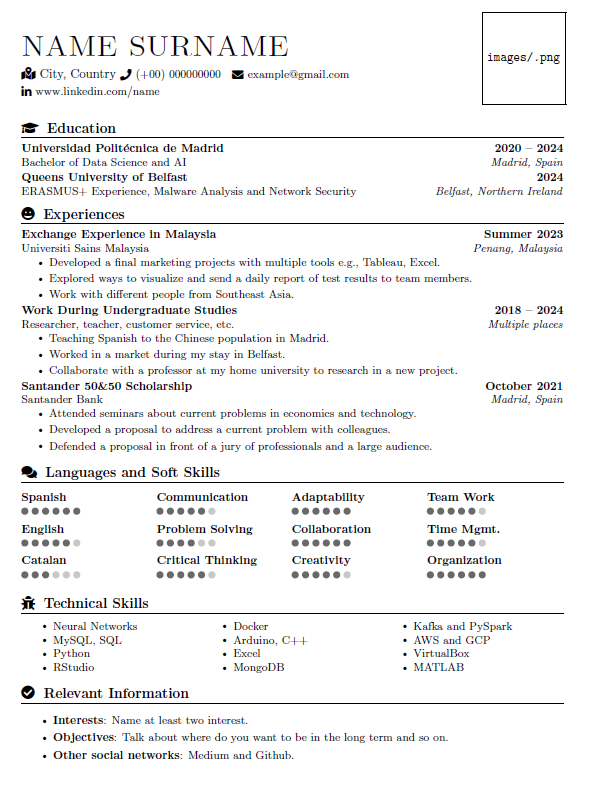 NAME SURNAME
images/.png
City, Country (+00) 000000000 example@gmail.com
www.linkedin.com/name
Education
Universidad Politécnica de Madrid 2020 – 2024
Bachelor of Data Science and AI Madrid, Spain
Queens University of Belfast 2024
ERASMUS+ Experience, Malware Analysis and Network Security Belfast, Northern Ireland
Experiences
Exchange Experience in Malaysia Summer 2023
Universiti Sains Malaysia Penang, Malaysia
• Developed a final marketing projects with multiple tools e.g., Tableau, Excel.
• Explored ways to visualize and send a daily report of test results to team members.
• Work with different people from Southeast Asia.
Work During Undergraduate Studies 2018 – 2024
Researcher, teacher, customer service, etc. Multiple places
• Teaching Spanish to the Chinese population in Madrid.
• Worked in a market during my stay in Belfast.
• Collaborate with a professor at my home university to research in a new project.
Santander 50&50 Scholarship October 2021
Santander Bank Madrid, Spain
• Attended seminars about current problems in economics and technology.
• Developed a proposal to address a current problem with colleagues.
• Defended a proposal in front of a jury of professionals and a large audience.
Languages and Soft Skills
Spanish Communication Adaptability Team Work
English Problem Solving Collaboration Time Mgmt.
Catalan Critical Thinking Creativity Organization
Technical Skills
• Neural Networks • Docker • Kafka and PySpark
• MySQL, SQL • Arduino, C++ • AWS and GCP
• Python • Excel • VirtualBox
• RStudio • MongoDB • MATLAB
Relevant Information
• Interests: Name at least two interest.
• Objectives: Talk about where do you want to be in the long term and so on.
• Other social networks: Medium and Github.